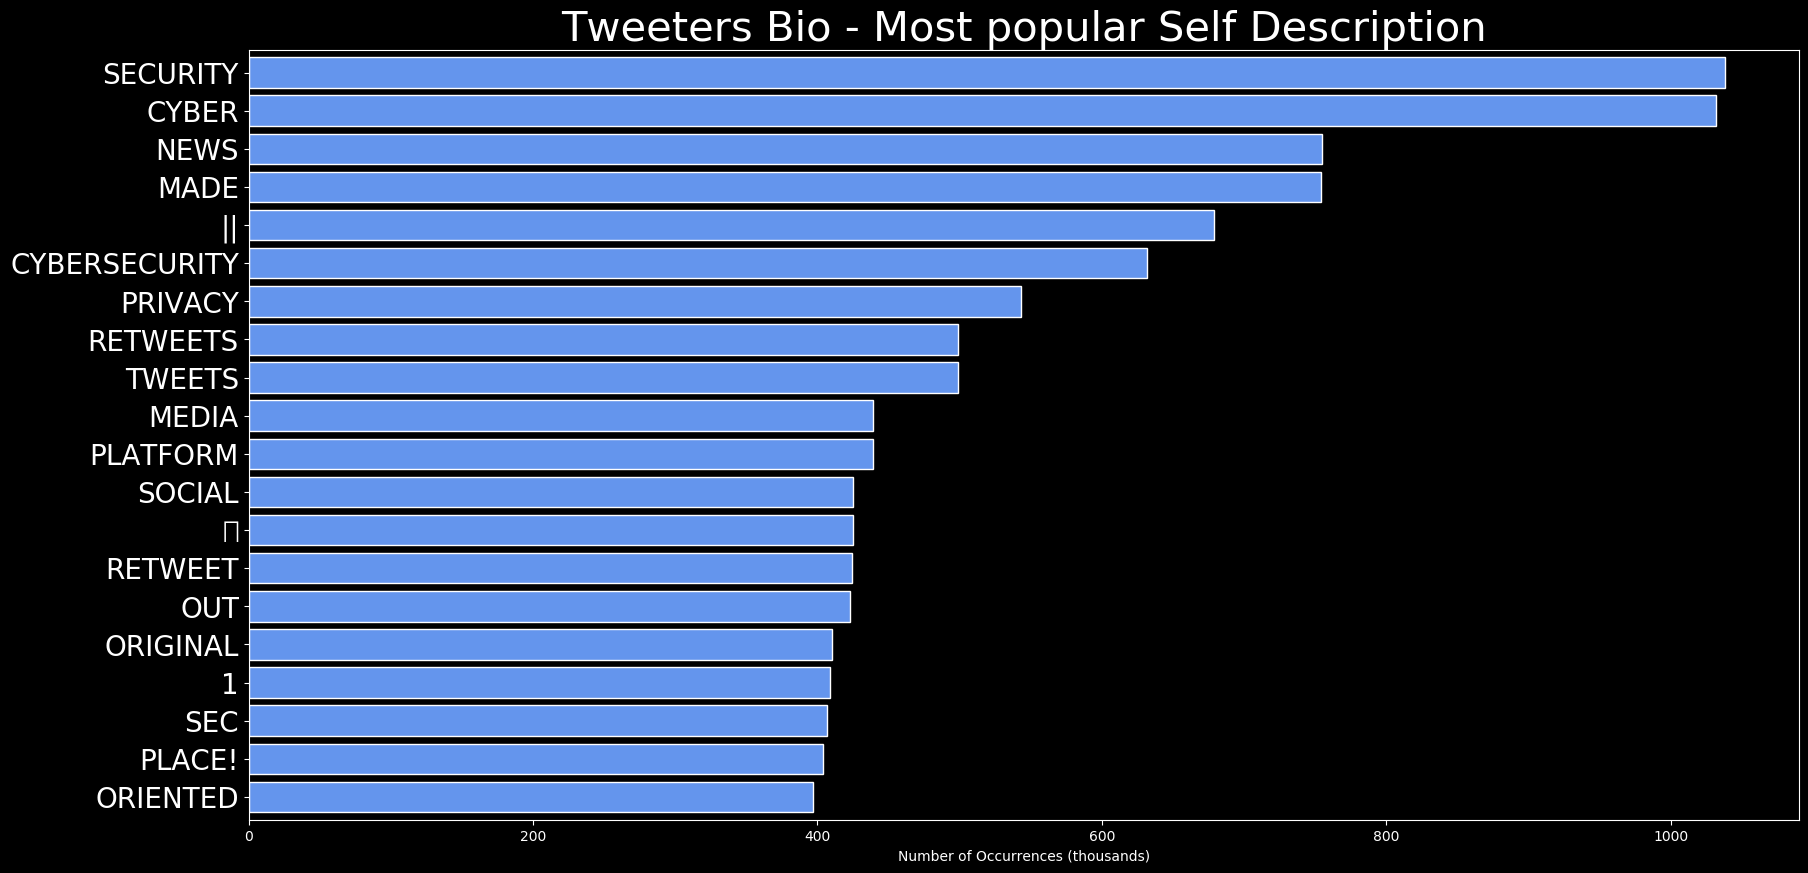 Tweeters Bio - Most popular Self Description
SECURITY
CYBER
NEWS
MADE
||
CYBERSECURITY
PRIVACY
RETWEETS
TWEETS
MEDIA
PLATFORM
SOCIAL
RETWEET
OUT
ORIGINAL
1
SEC
PLACE!
ORIENTED
0 200 400 600 800 1000
Number of Occurrences (thousands)